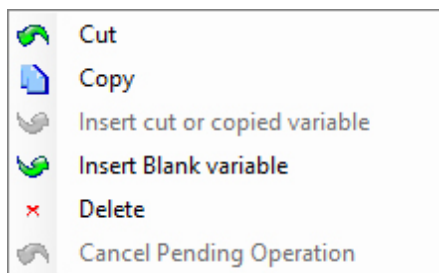 Cut
Copy
Insert cut or copied variable
Insert Blank variable
Delete
Cancel Pending Operation